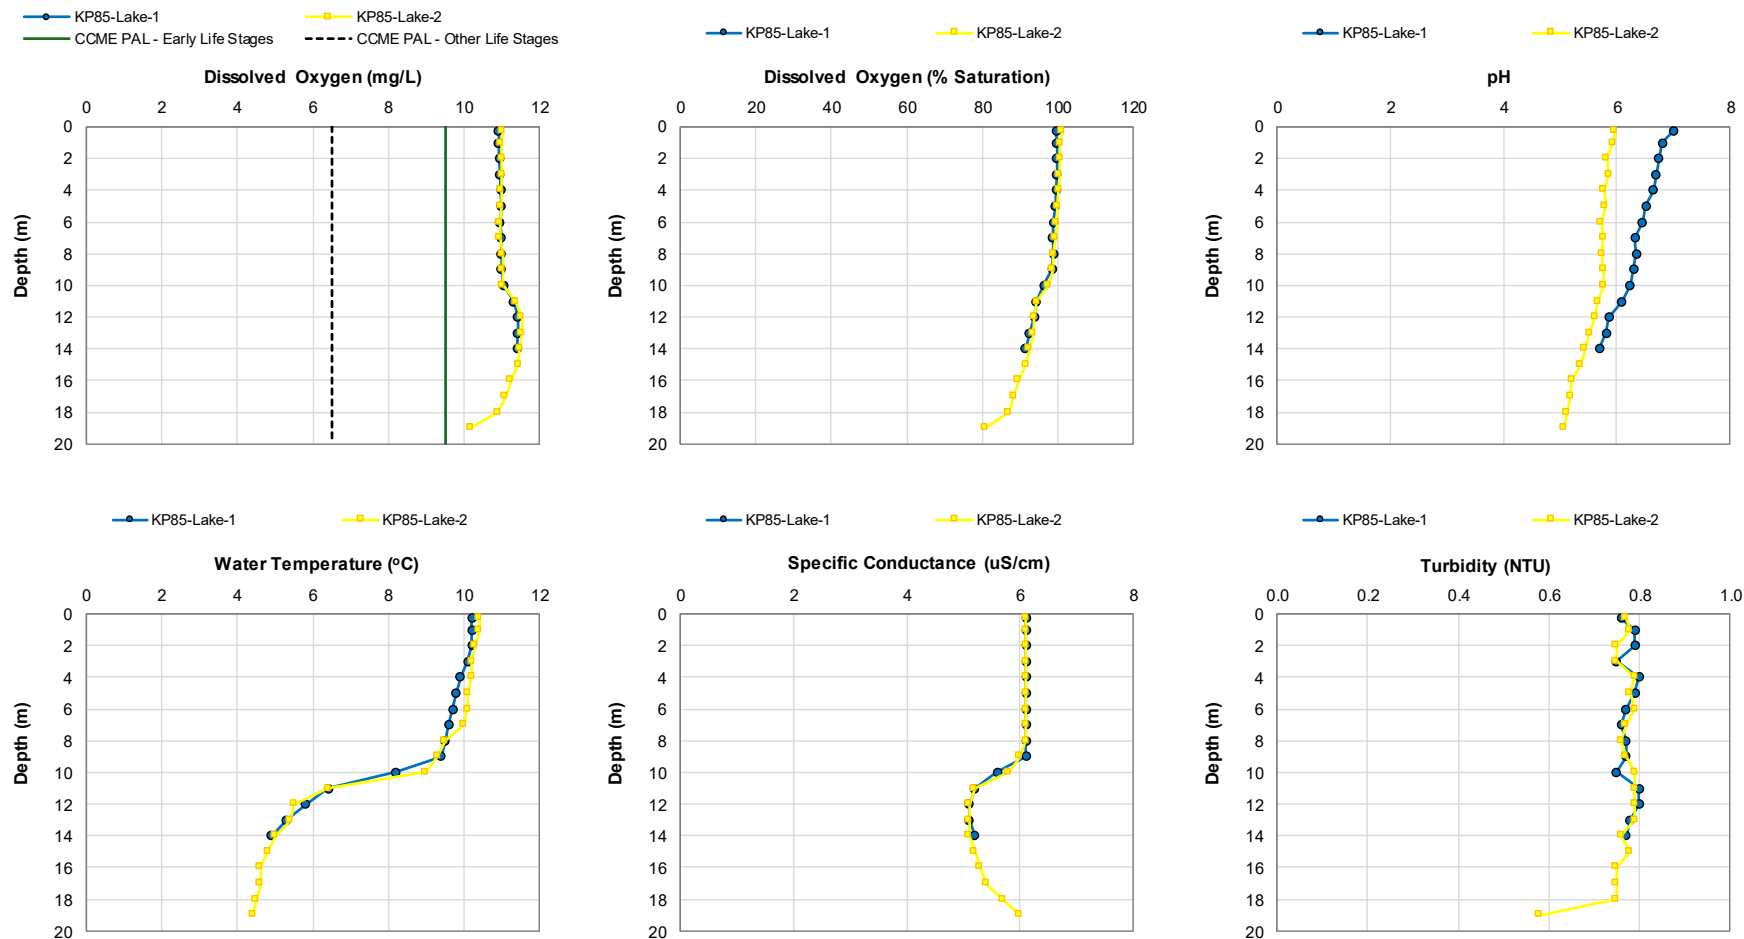 KP85-Lake-1 KP85-Lake-2
CCME PAL - Early Life Stages CCME PAL - Other Life Stages
Dissolved Oxygen (mg/L)
0 2 4 6 8 10 12
0
2
4
6
8
10
12
14
16
18
20
Depth (m)
KP85-Lake-1 KP85-Lake-2
Dissolved Oxygen (% Saturation)
0 20 40 60 80 100 120
0
2
4
6
8
10
12
14
16
18
20
Depth (m)
KP85-Lake-1 KP85-Lake-2
pH
0 2 4 6 8
0
2
4
6
8
10
12
14
16
18
20
Depth (m)
KP85-Lake-1 KP85-Lake-2
Water Temperature (oC)
0 2 4 6 8 10 12
0
2
4
6
8
10
12
14
16
18
20
Depth (m)
KP85-Lake-1 KP85-Lake-2
Specific Conductance (uS/cm)
0 2 4 6 8
0
2
4
6
8
10
12
14
16
18
20
Depth (m)
KP85-Lake-1 KP85-Lake-2
Turbidity (NTU)
0.0 0.2 0.4 0.6 0.8 1.0
0
2
4
6
8
10
12
14
16
18
20
Depth (m)